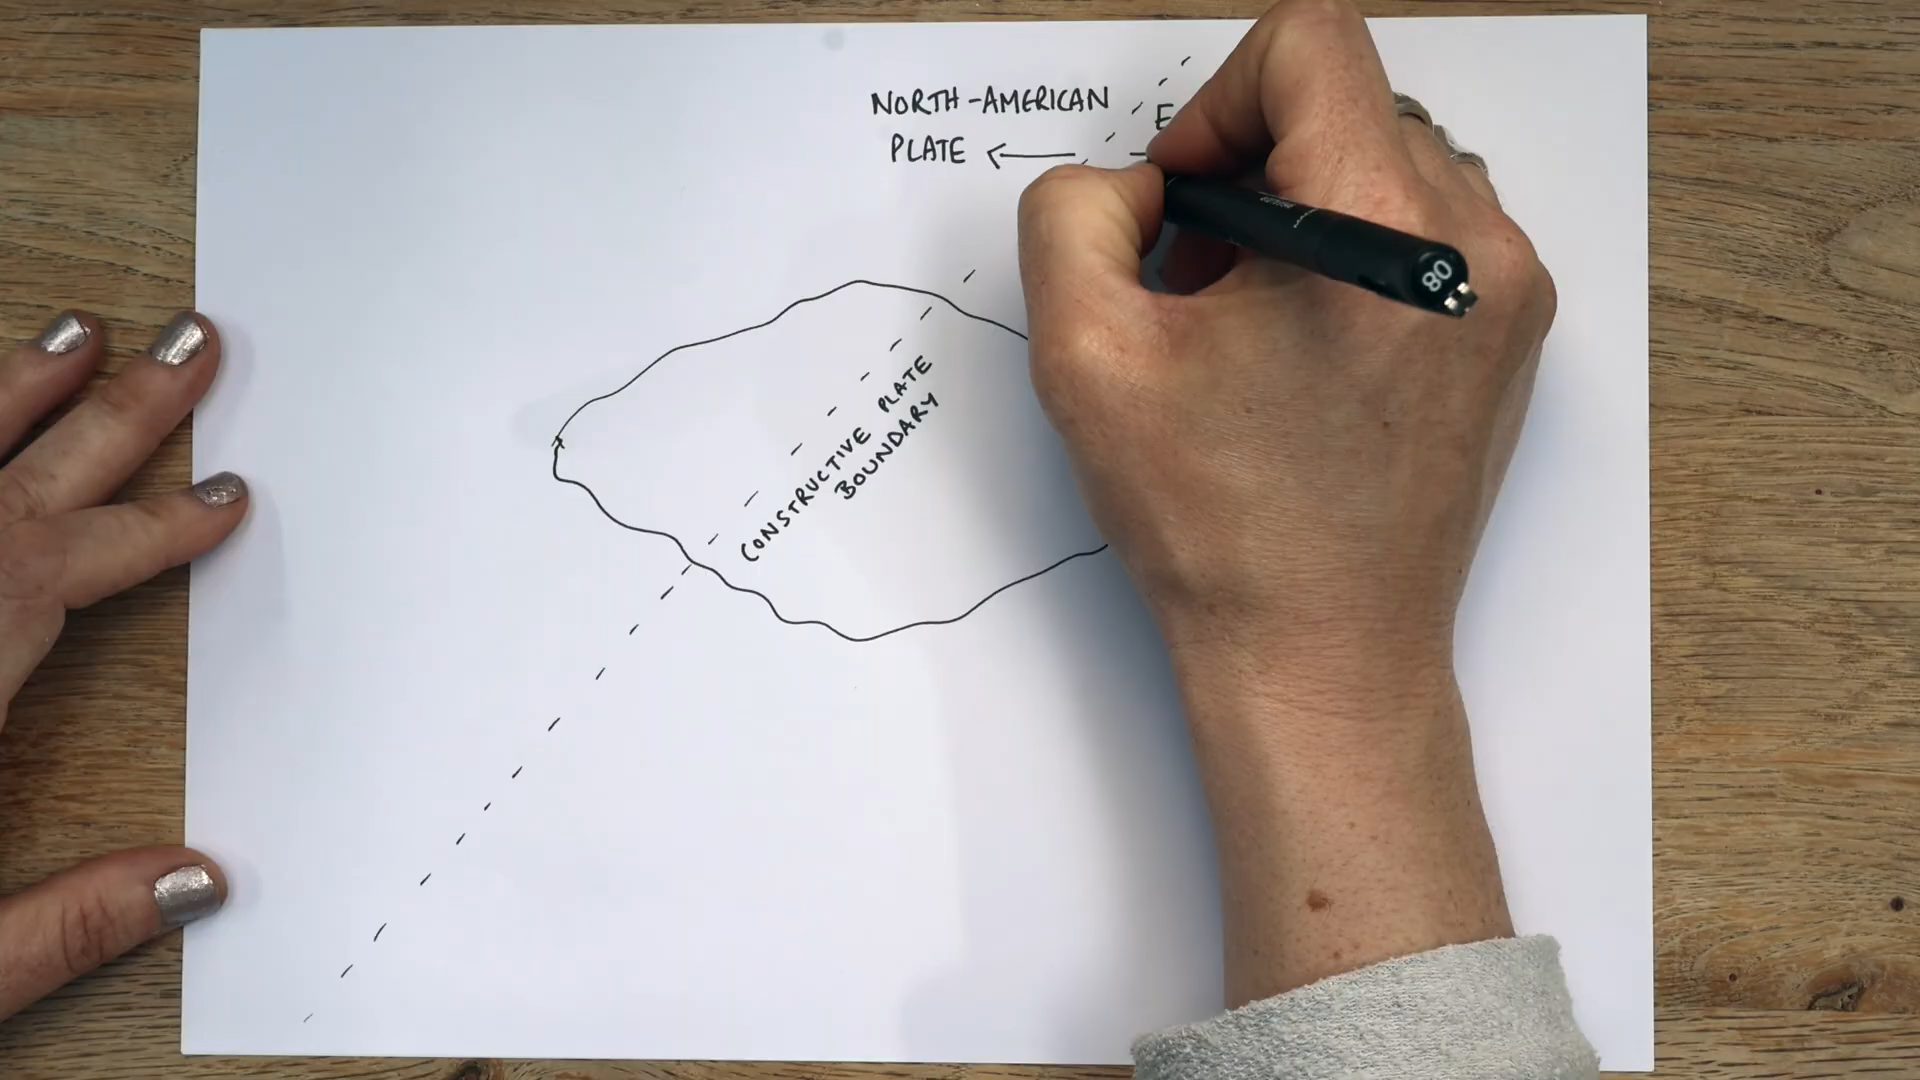 NORTH-AMERICAN
PLATE
E
CONSTRUCTIVE PLATE
BOUNDARY
80